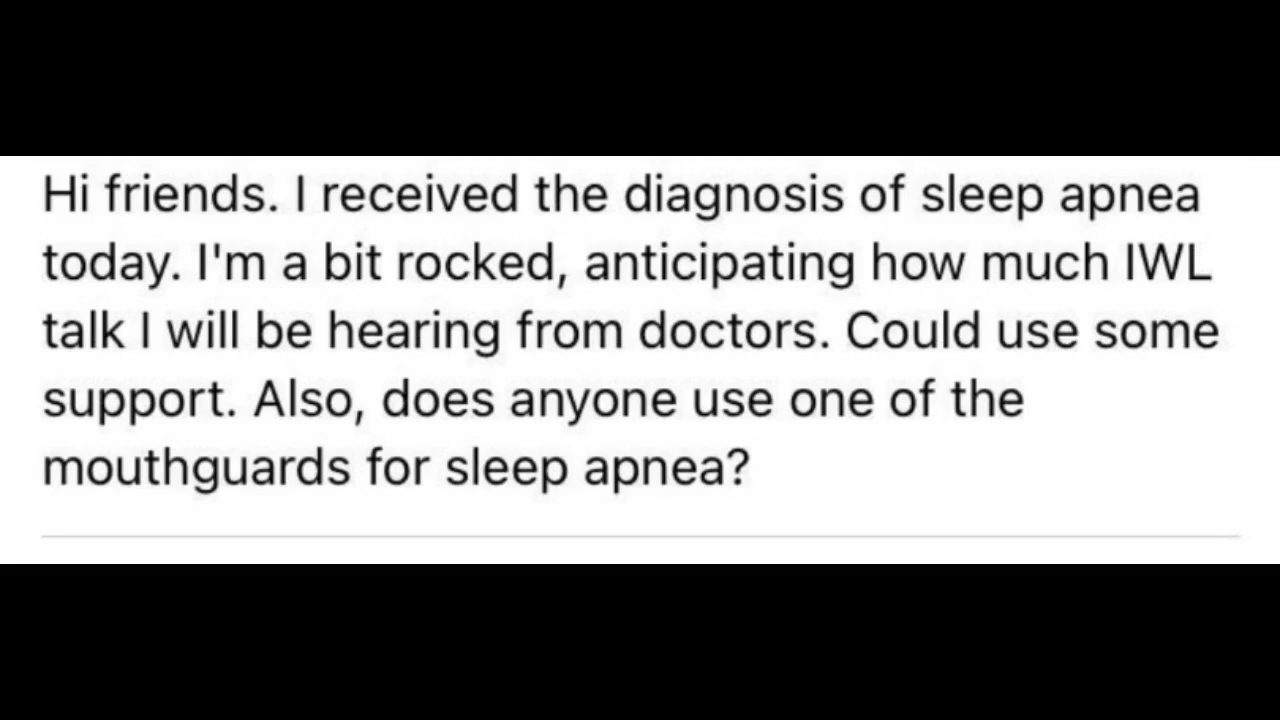 Hi friends. I received the diagnosis of sleep apnea
today. I'm a bit rocked, anticipating how much IWL
talk I will be hearing from doctors. Could use some
support. Also, does anyone use one of the
mouthguards for sleep apnea?